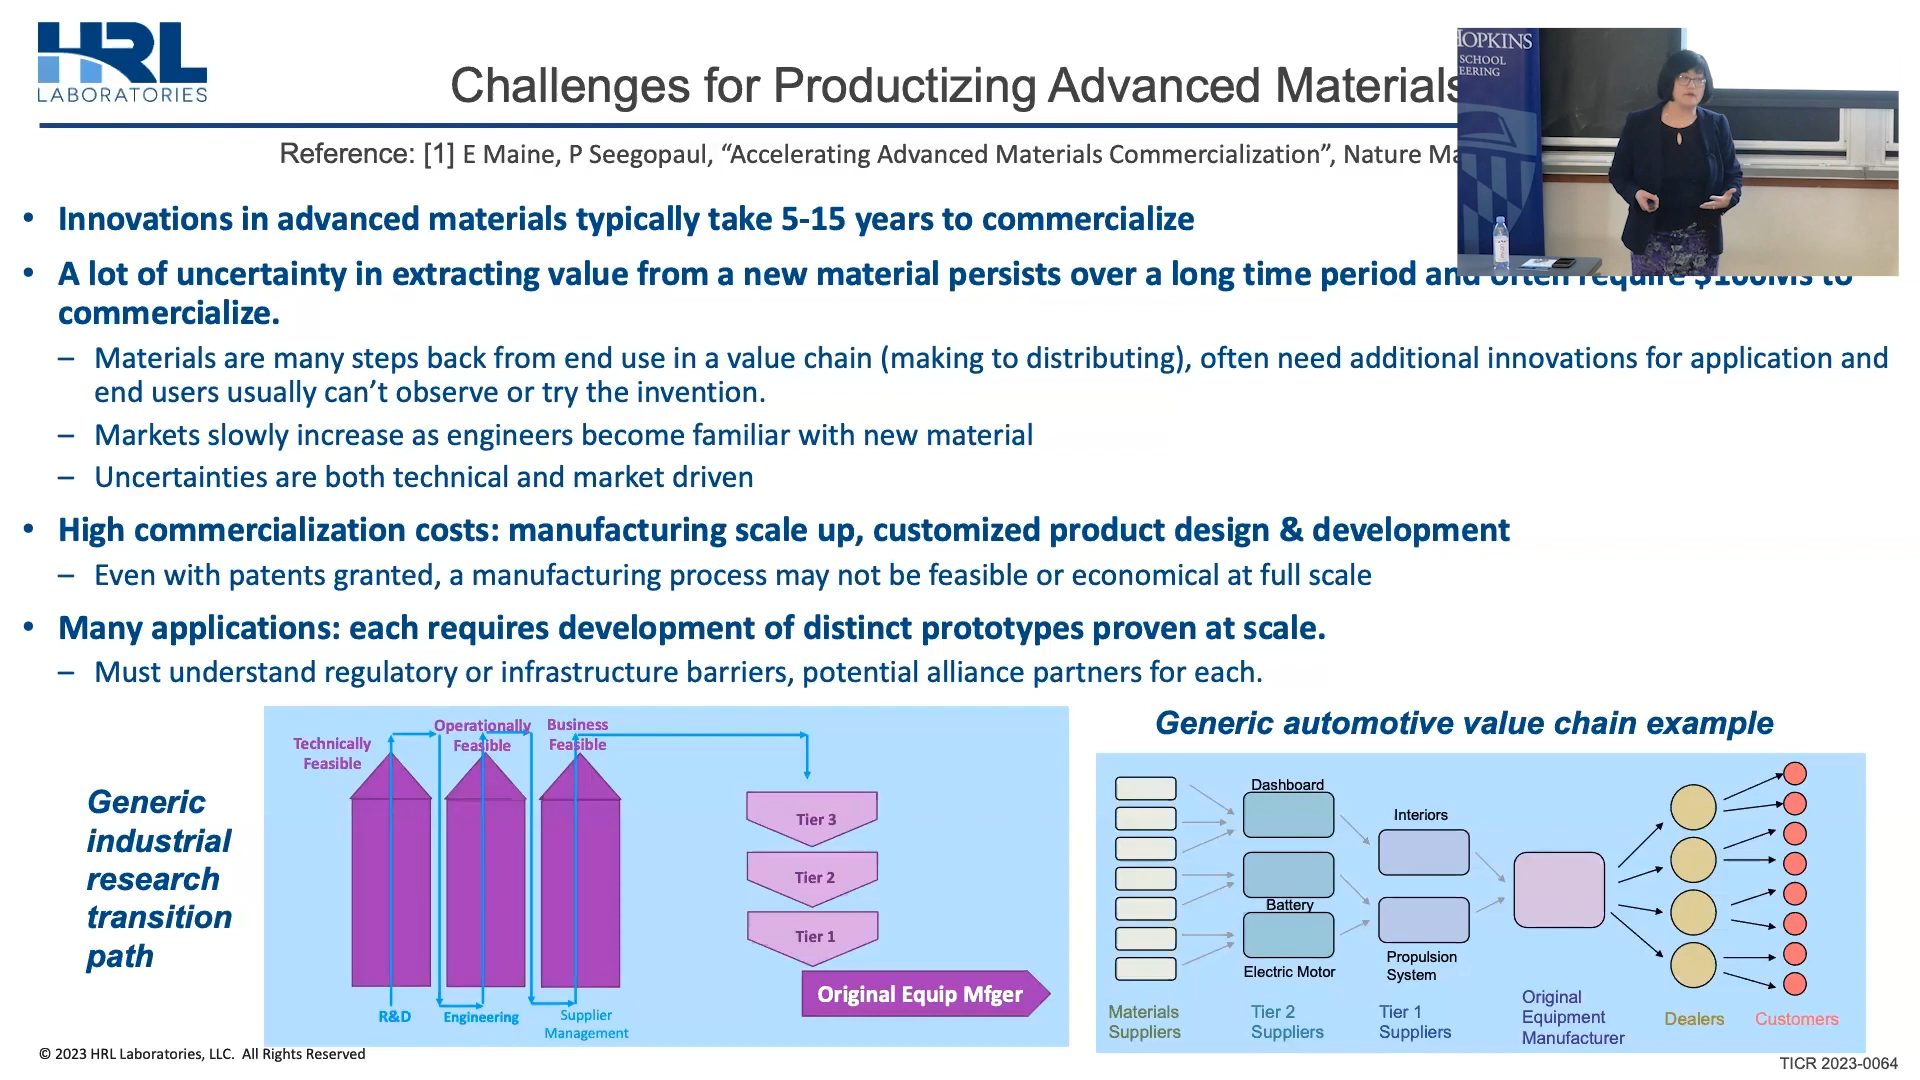 HRL
LABORATORIES
Challenges for Productizing Advanced Materials
HOPKINS
SCHOOL
EERING
Reference: [1] E Maine, P Seegopaul, “Accelerating Advanced Materials Commercialization”, Nature
• Innovations in advanced materials typically take 5-15 years to commercialize
• A lot of uncertainty in extracting value from a new material persists over a long time period and often require $100Ms to
commercialize.
– Materials are many steps back from end use in a value chain (making to distributing), often need additional innovations for application and
end users usually can’t observe or try the invention.
– Markets slowly increase as engineers become familiar with new material
– Uncertainties are both technical and market driven
• High commercialization costs: manufacturing scale up, customized product design & development
– Even with patents granted, a manufacturing process may not be feasible or economical at full scale
• Many applications: each requires development of distinct prototypes proven at scale.
– Must understand regulatory or infrastructure barriers, potential alliance partners for each.
Generic
industrial
research
transition
path
Technically
Feasible
Operationally
Feasible
Business
Feasible
R&D
Engineering
Supplier
Management
Tier 3
Tier 2
Tier 1
Original Equip Mfger
Generic automotive value chain example
Dashboard
Battery
Electric Motor
Interiors
Propulsion
System
Materials
Suppliers
Tier 2
Suppliers
Tier 1
Suppliers
Original
Equipment
Manufacturer
Dealers
Customers
© 2023 HRL Laboratories, LLC. All Rights Reserved
TICR 2023-0064